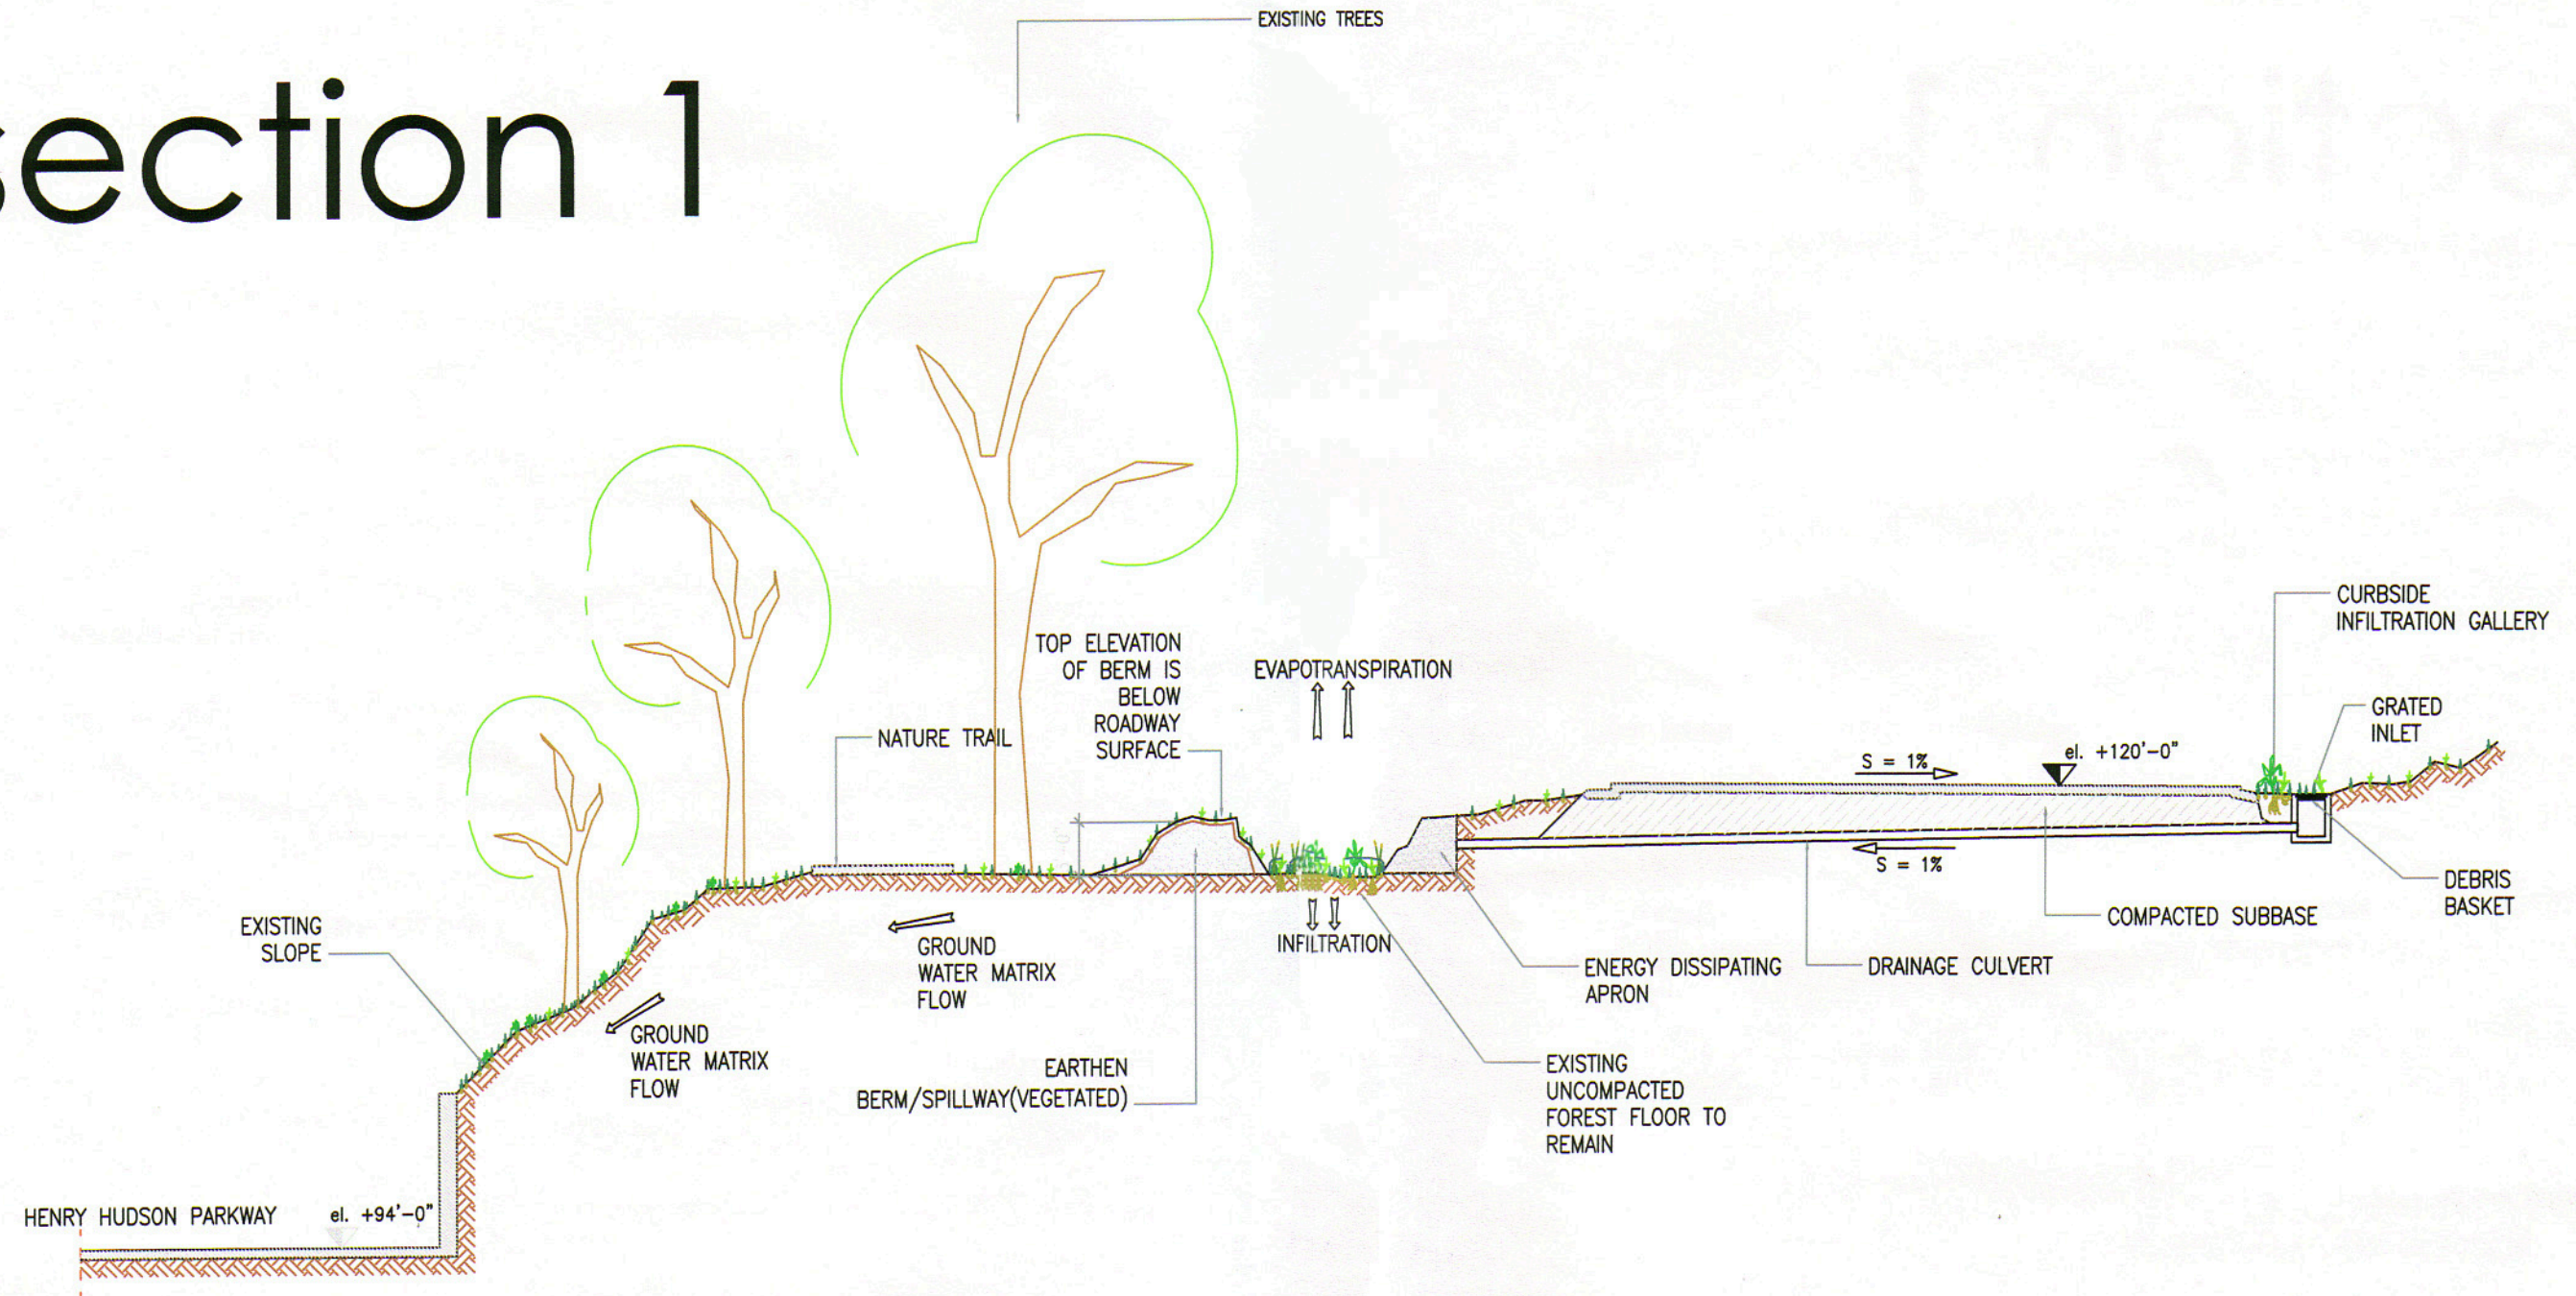 EXISTING TREES
section 1
CURBSIDE
INFILTRATION GALLERY
TOP ELEVATION
OF BERM IS
BELOW
ROADWAY
SURFACE
EVAPOTRANSPIRATION
GRATED
INLET
NATURE TRAIL
S = 1%
el. +120'-0"
S = 1%
DEBRIS
BASKET
COMPACTED SUBBASE
EXISTING
SLOPE
GROUND
WATER MATRIX
FLOW
INFILTRATION
ENERGY DISSIPATING
APRON
DRAINAGE CULVERT
GROUND
WATER MATRIX
FLOW
EARTHEN
BERM/SPILLWAY(VEGETATED)
EXISTING
UNCOMPACTED
FOREST FLOOR TO
REMAIN
HENRY HUDSON PARKWAY
el. +94'-0"